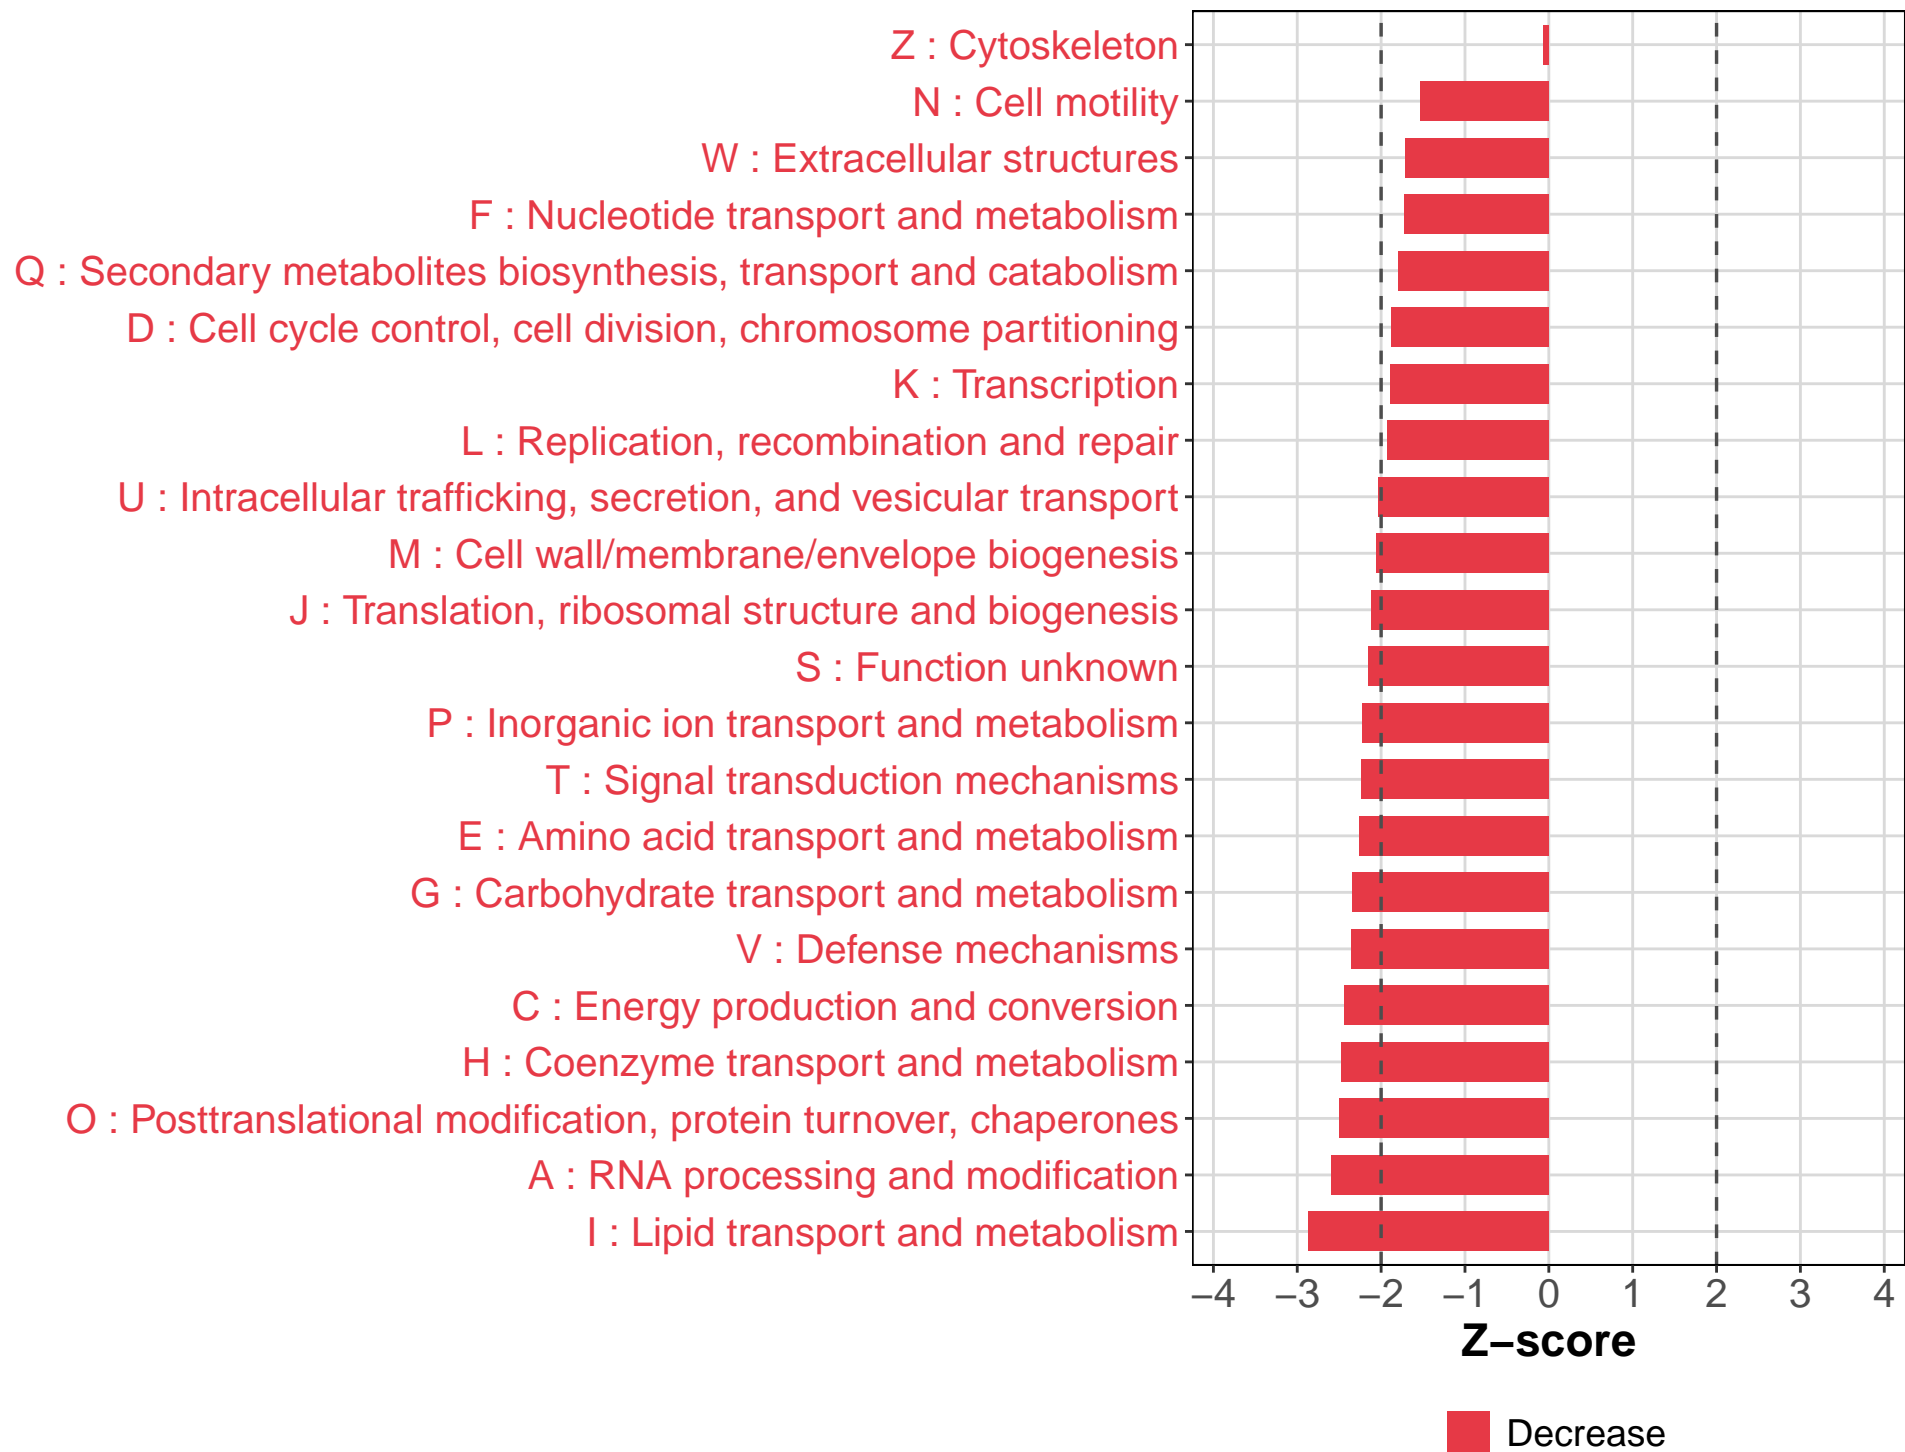 Z : Cytoskeleton
N : Cell motility
W : Extracellular structures
F : Nucleotide transport and metabolism
Q : Secondary metabolites biosynthesis, transport and catabolism
D : Cell cycle control, cell division, chromosome partitioning
K : Transcription
L : Replication, recombination and repair
U : Intracellular trafficking, secretion, and vesicular transport
M : Cell wall/membrane/envelope biogenesis
J : Translation, ribosomal structure and biogenesis
S : Function unknown
P : Inorganic ion transport and metabolism
T : Signal transduction mechanisms
E : Amino acid transport and metabolism
G : Carbohydrate transport and metabolism
V : Defense mechanisms
C : Energy production and conversion
H : Coenzyme transport and metabolism
O : Posttranslational modification, protein turnover, chaperones
A : RNA processing and modification
I : Lipid transport and metabolism
−4 −3 −2 −1 0 1 2 3 4
Z−score
Decrease